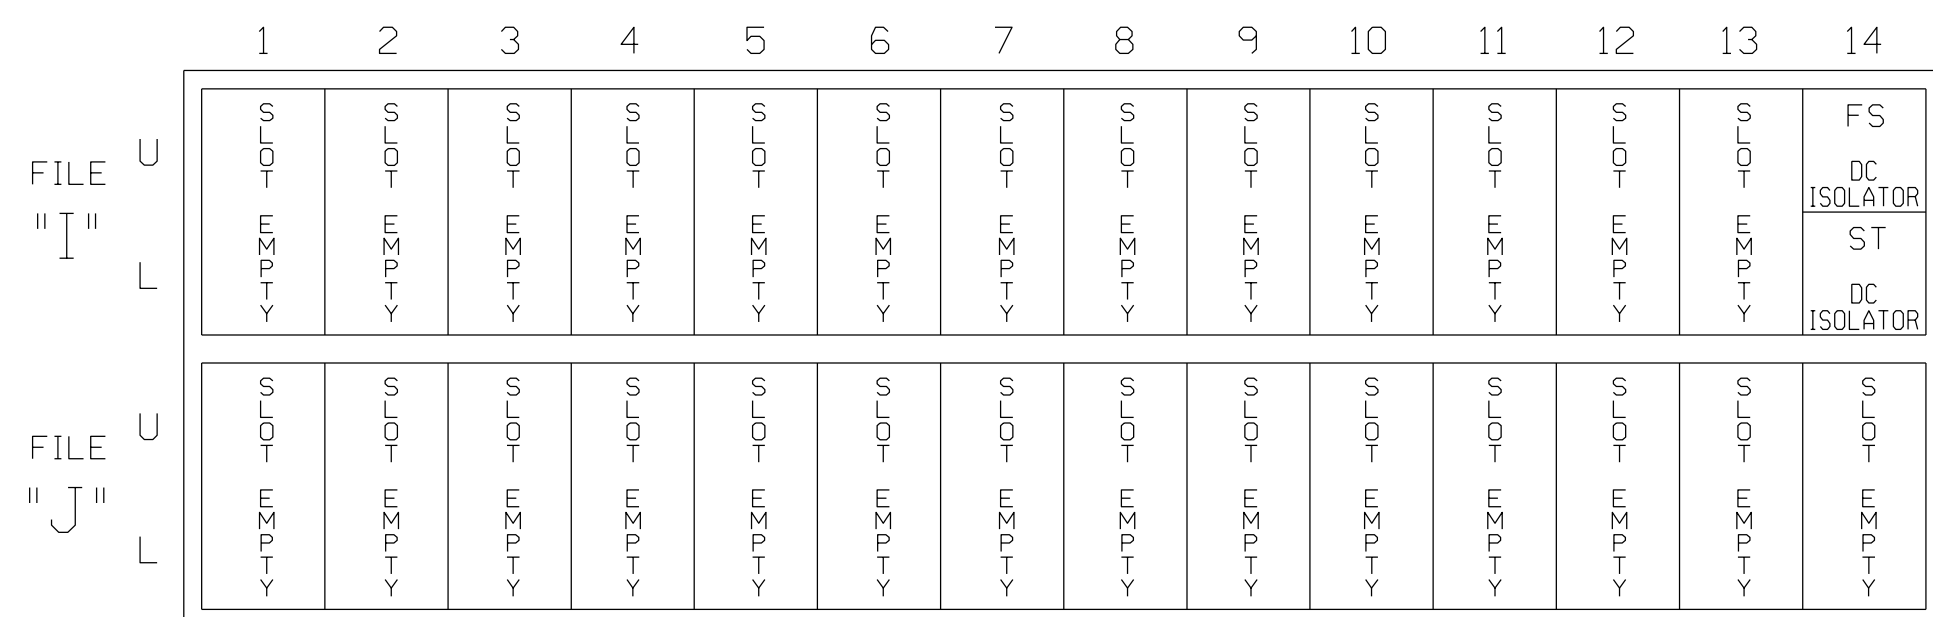 1 2 3 4 5 6 7 8 9 10 11 12 13 14
FILE "I"
U
L
SLOT EMPTY SLOT EMPTY SLOT EMPTY SLOT EMPTY SLOT EMPTY SLOT EMPTY SLOT EMPTY SLOT EMPTY SLOT EMPTY SLOT EMPTY SLOT EMPTY SLOT EMPTY SLOT EMPTY
FS
DC
ISOLATOR
ST
DC
ISOLATOR
FILE "J"
U
L
SLOT EMPTY SLOT EMPTY SLOT EMPTY SLOT EMPTY SLOT EMPTY SLOT EMPTY SLOT EMPTY SLOT EMPTY SLOT EMPTY SLOT EMPTY SLOT EMPTY SLOT EMPTY SLOT EMPTY SLOT EMPTY